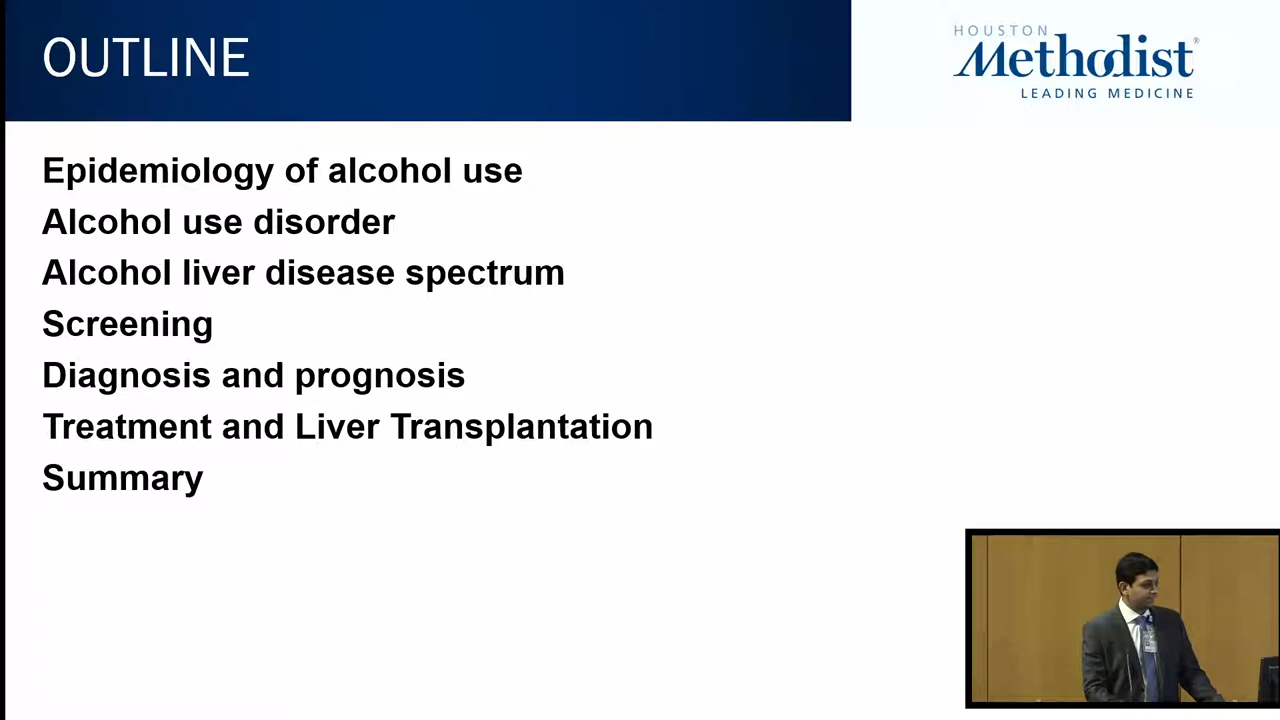 OUTLINE
HOUSTON
Methodist®
LEADING MEDICINE
Epidemiology of alcohol use
Alcohol use disorder
Alcohol liver disease spectrum
Screening
Diagnosis and prognosis
Treatment and Liver Transplantation
Summary